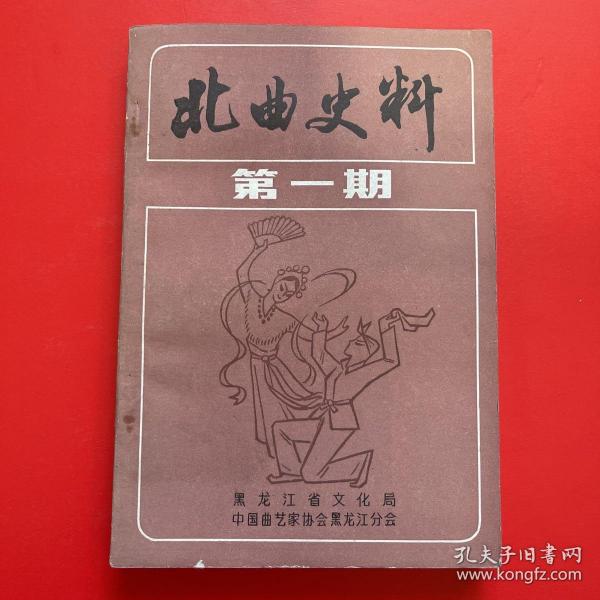 北曲史料
第一期
黑龙江省文化局
中国曲艺家协会黑龙江分会
孔夫子旧书网
www.kongfz.com